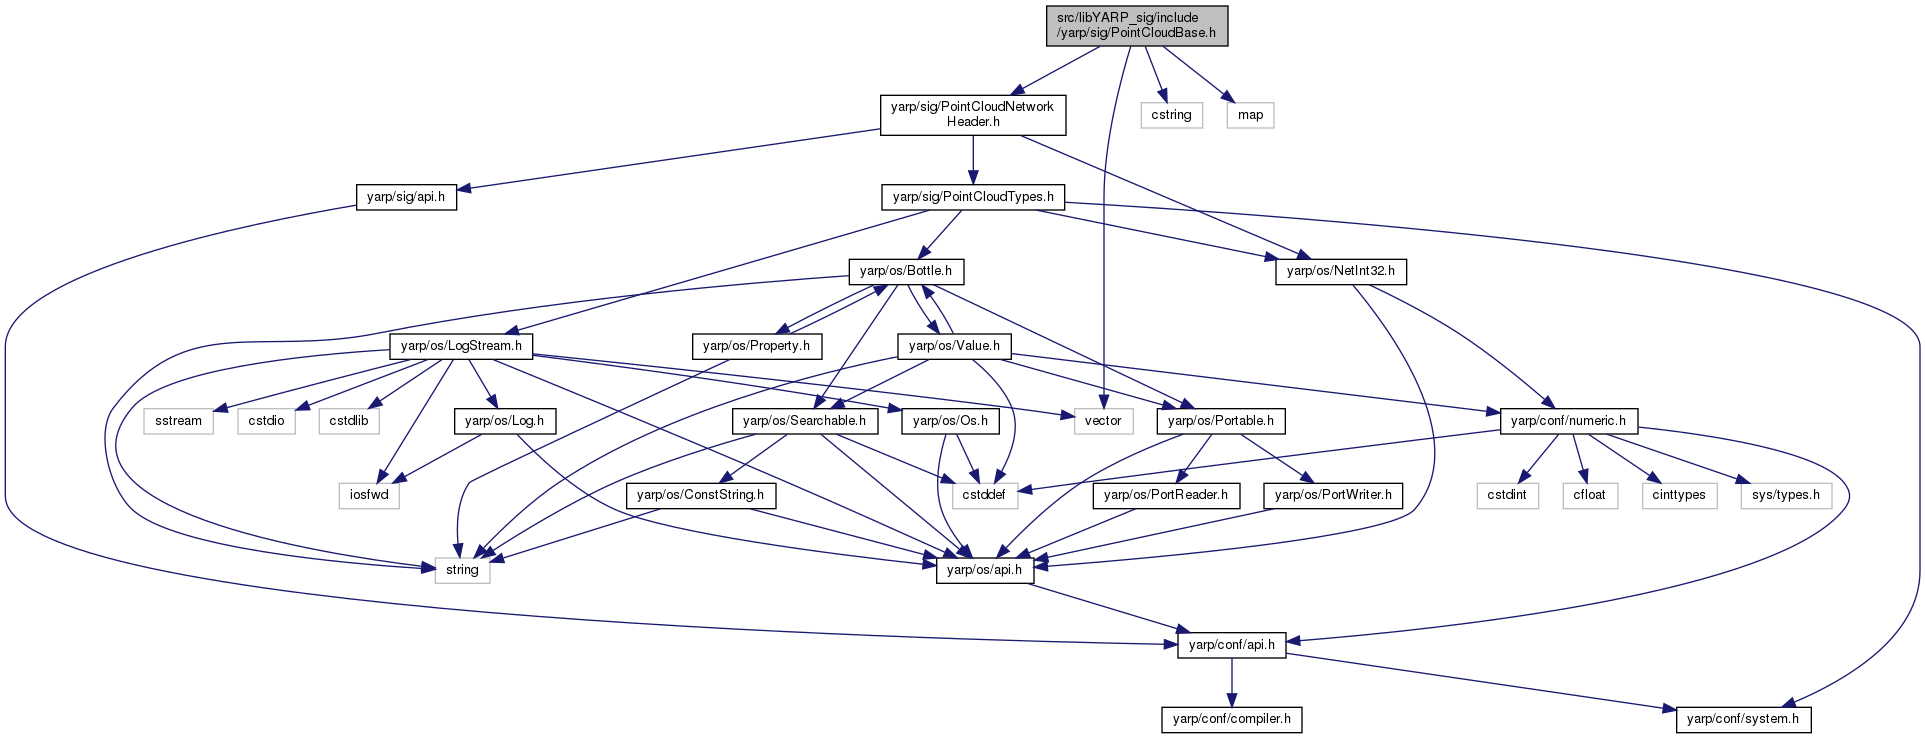 src/libYARP_sig/include
/yarp/sig/PointCloudBase.h
yarp/sig/PointCloudNetwork
Header.h
cstring
map
yarp/sig/api.h
yarp/sig/PointCloudTypes.h
yarp/os/Bottle.h
yarp/os/NetInt32.h
yarp/os/LogStream.h
yarp/os/Property.h
yarp/os/Value.h
sstream
cstdio
cstdlib
yarp/os/Log.h
yarp/os/Searchable.h
yarp/os/Os.h
vector
yarp/os/Portable.h
yarp/conf/numeric.h
iosfwd
yarp/os/ConstString.h
cstddef
yarp/os/PortReader.h
yarp/os/PortWriter.h
cstdint
cfloat
cinttypes
sys/types.h
string
yarp/os/api.h
yarp/conf/api.h
yarp/conf/compiler.h
yarp/conf/system.h